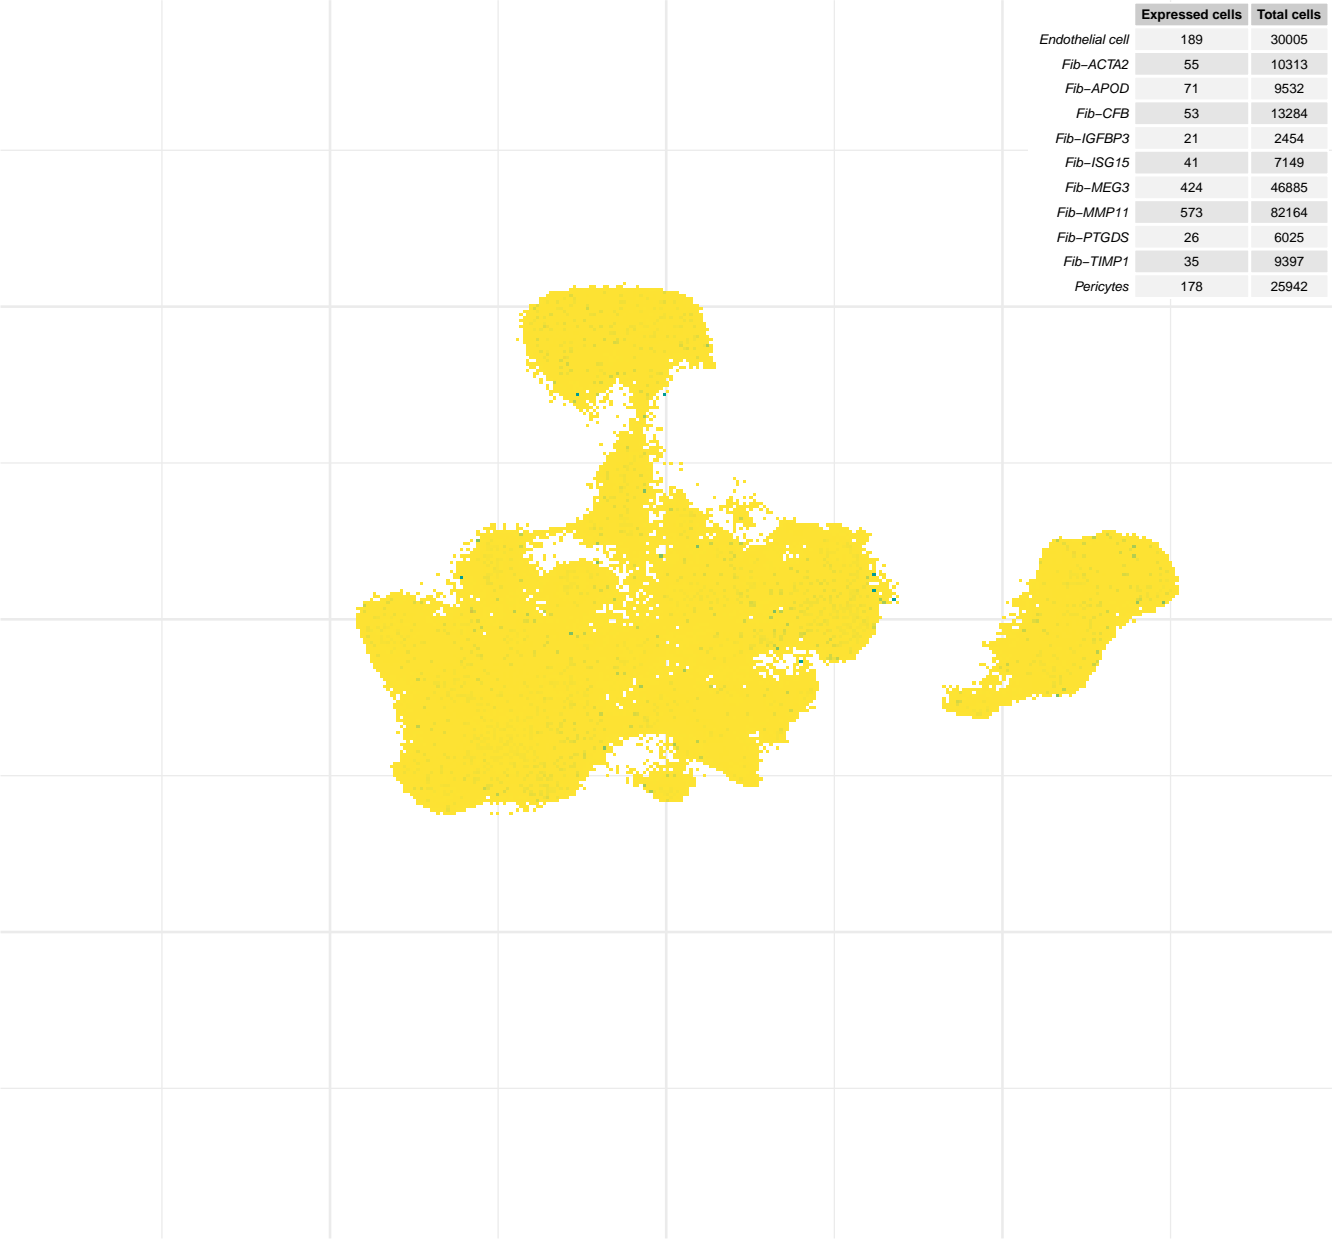 Expressed cells Total cells
Endothelial cell 189 30005
Fib−ACTA2 55 10313
Fib−APOD 71 9532
Fib−CFB 53 13284
Fib−IGFBP3 21 2454
Fib−ISG15 41 7149
Fib−MEG3 424 46885
Fib−MMP11 573 82164
Fib−PTGDS 26 6025
Fib−TIMP1 35 9397
Pericytes 178 25942